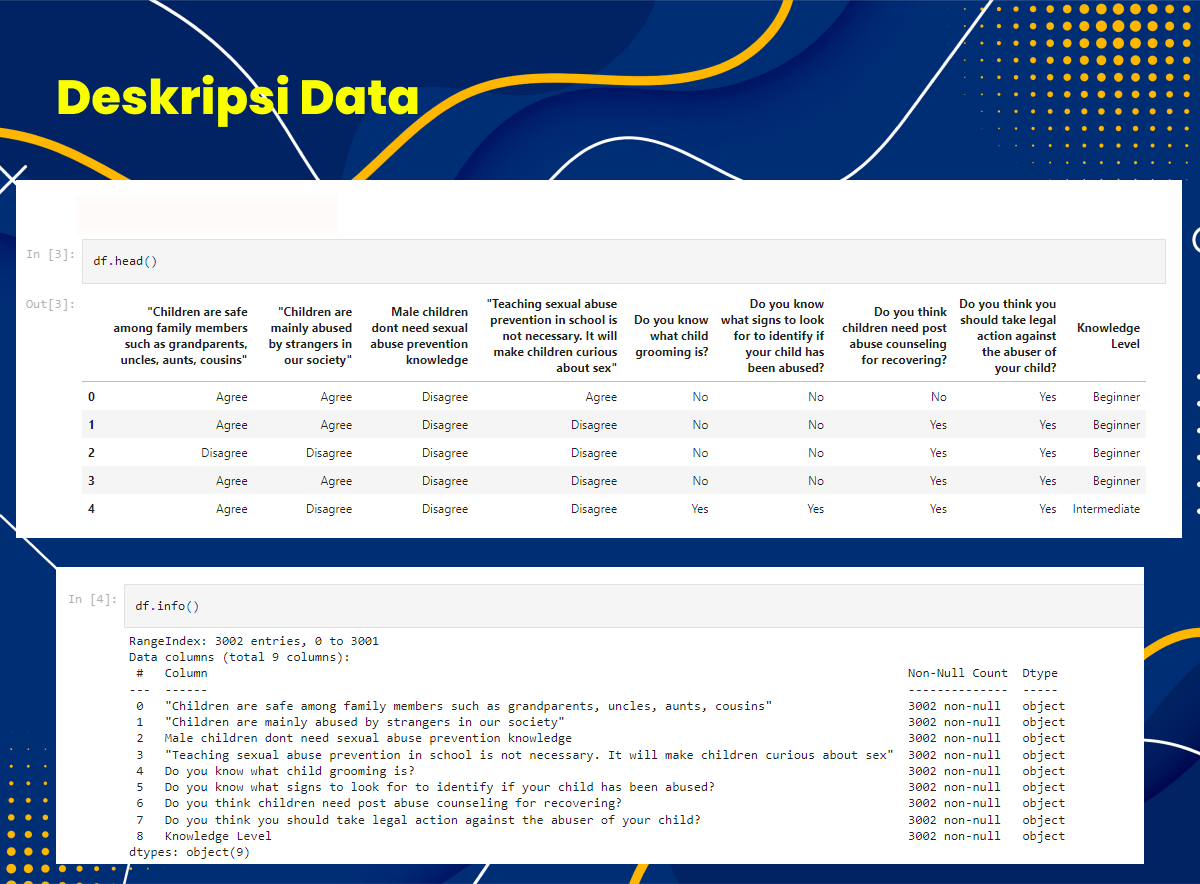 Deskripsi Data
In [3]:
df.head()
Out[3]:
"Children are safe among family members such as grandparents, uncles, aunts, cousins" "Children are mainly abused by strangers in our society" Male children dont need sexual abuse prevention knowledge "Teaching sexual abuse prevention in school is not necessary. It will make children curious about sex" Do you know what child grooming is? Do you know what signs to look for to identify if your child has been abused? Do you think children need post abuse counseling for recovering? Do you think you should take legal action against the abuser of your child? Knowledge Level
0 Agree Agree Disagree Agree No No No Yes Beginner
1 Agree Agree Disagree Disagree No No Yes Yes Beginner
2 Disagree Disagree Disagree Disagree No No Yes Yes Beginner
3 Agree Agree Disagree Disagree No No Yes Yes Beginner
4 Agree Disagree Disagree Disagree Yes Yes Yes Yes Intermediate
In [4]:
df.info()
RangeIndex: 3002 entries, 0 to 3001
Data columns (total 9 columns):
# Column Non-Null Count Dtype
--- ------ -------------- -----
0 "Children are safe among family members such as grandparents, uncles, aunts, cousins" 3002 non-null object
1 "Children are mainly abused by strangers in our society" 3002 non-null object
2 Male children dont need sexual abuse prevention knowledge 3002 non-null object
3 "Teaching sexual abuse prevention in school is not necessary. It will make children curious about sex" 3002 non-null object
4 Do you know what child grooming is? 3002 non-null object
5 Do you know what signs to look for to identify if your child has been abused? 3002 non-null object
6 Do you think children need post abuse counseling for recovering? 3002 non-null object
7 Do you think you should take legal action against the abuser of your child? 3002 non-null object
8 Knowledge Level 3002 non-null object
dtypes: object(9)